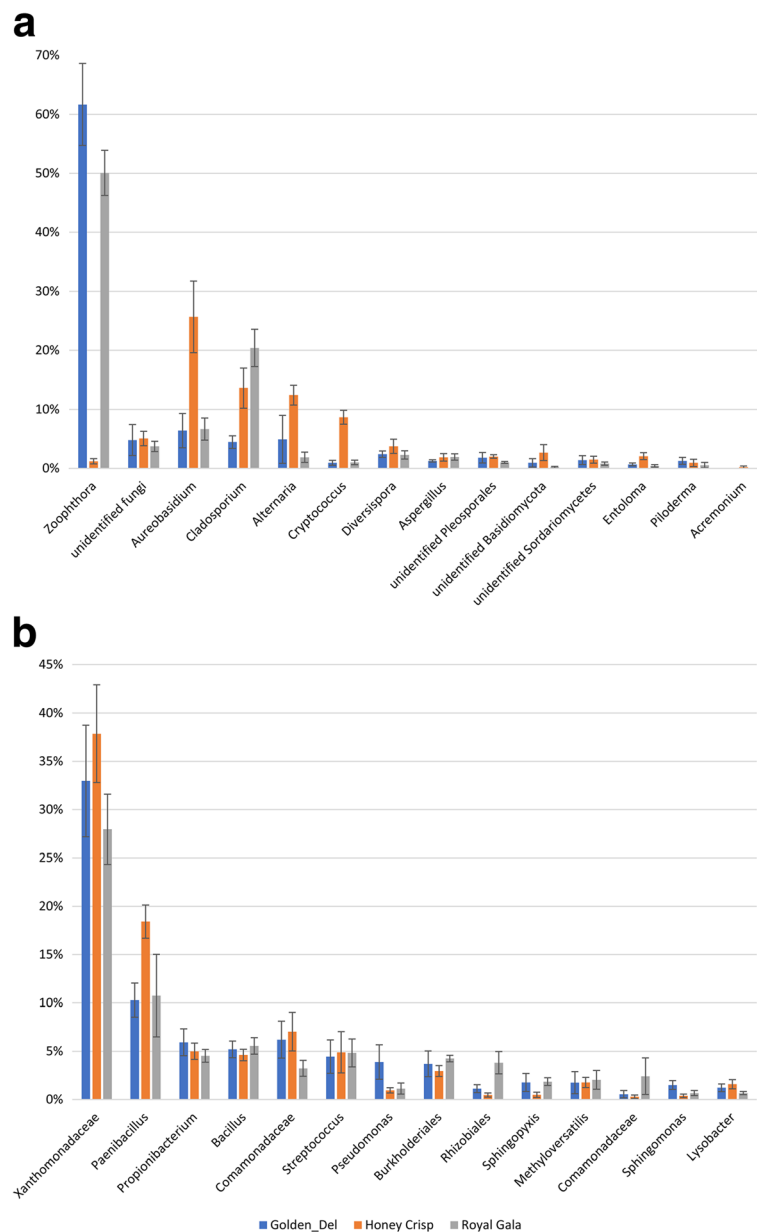 a
70%
60%
50%
40%
30%
20%
10%
0%
Zoophthora
unidentified fungi
Aureobasidium
Cladosporium
Alternaria
Cryptococcus
Diversispora
Aspergillus
unidentified Pleosporales
unidentified Basidiomycota
unidentified Sordariomycetes
Entoloma
Piloderma
Acremonium
b
45%
40%
35%
30%
25%
20%
15%
10%
5%
0%
Xanthomonadaceae
Paenibacillus
Propionibacterium
Bacillus
Comamonadaceae
Streptococcus
Pseudomonas
Burkholderiales
Rhizobiales
Sphingopyxis
Methyloversatilis
Comamonadaceae
Sphingomonas
Lysobacter
Golden_Del Honey Crisp Royal Gala